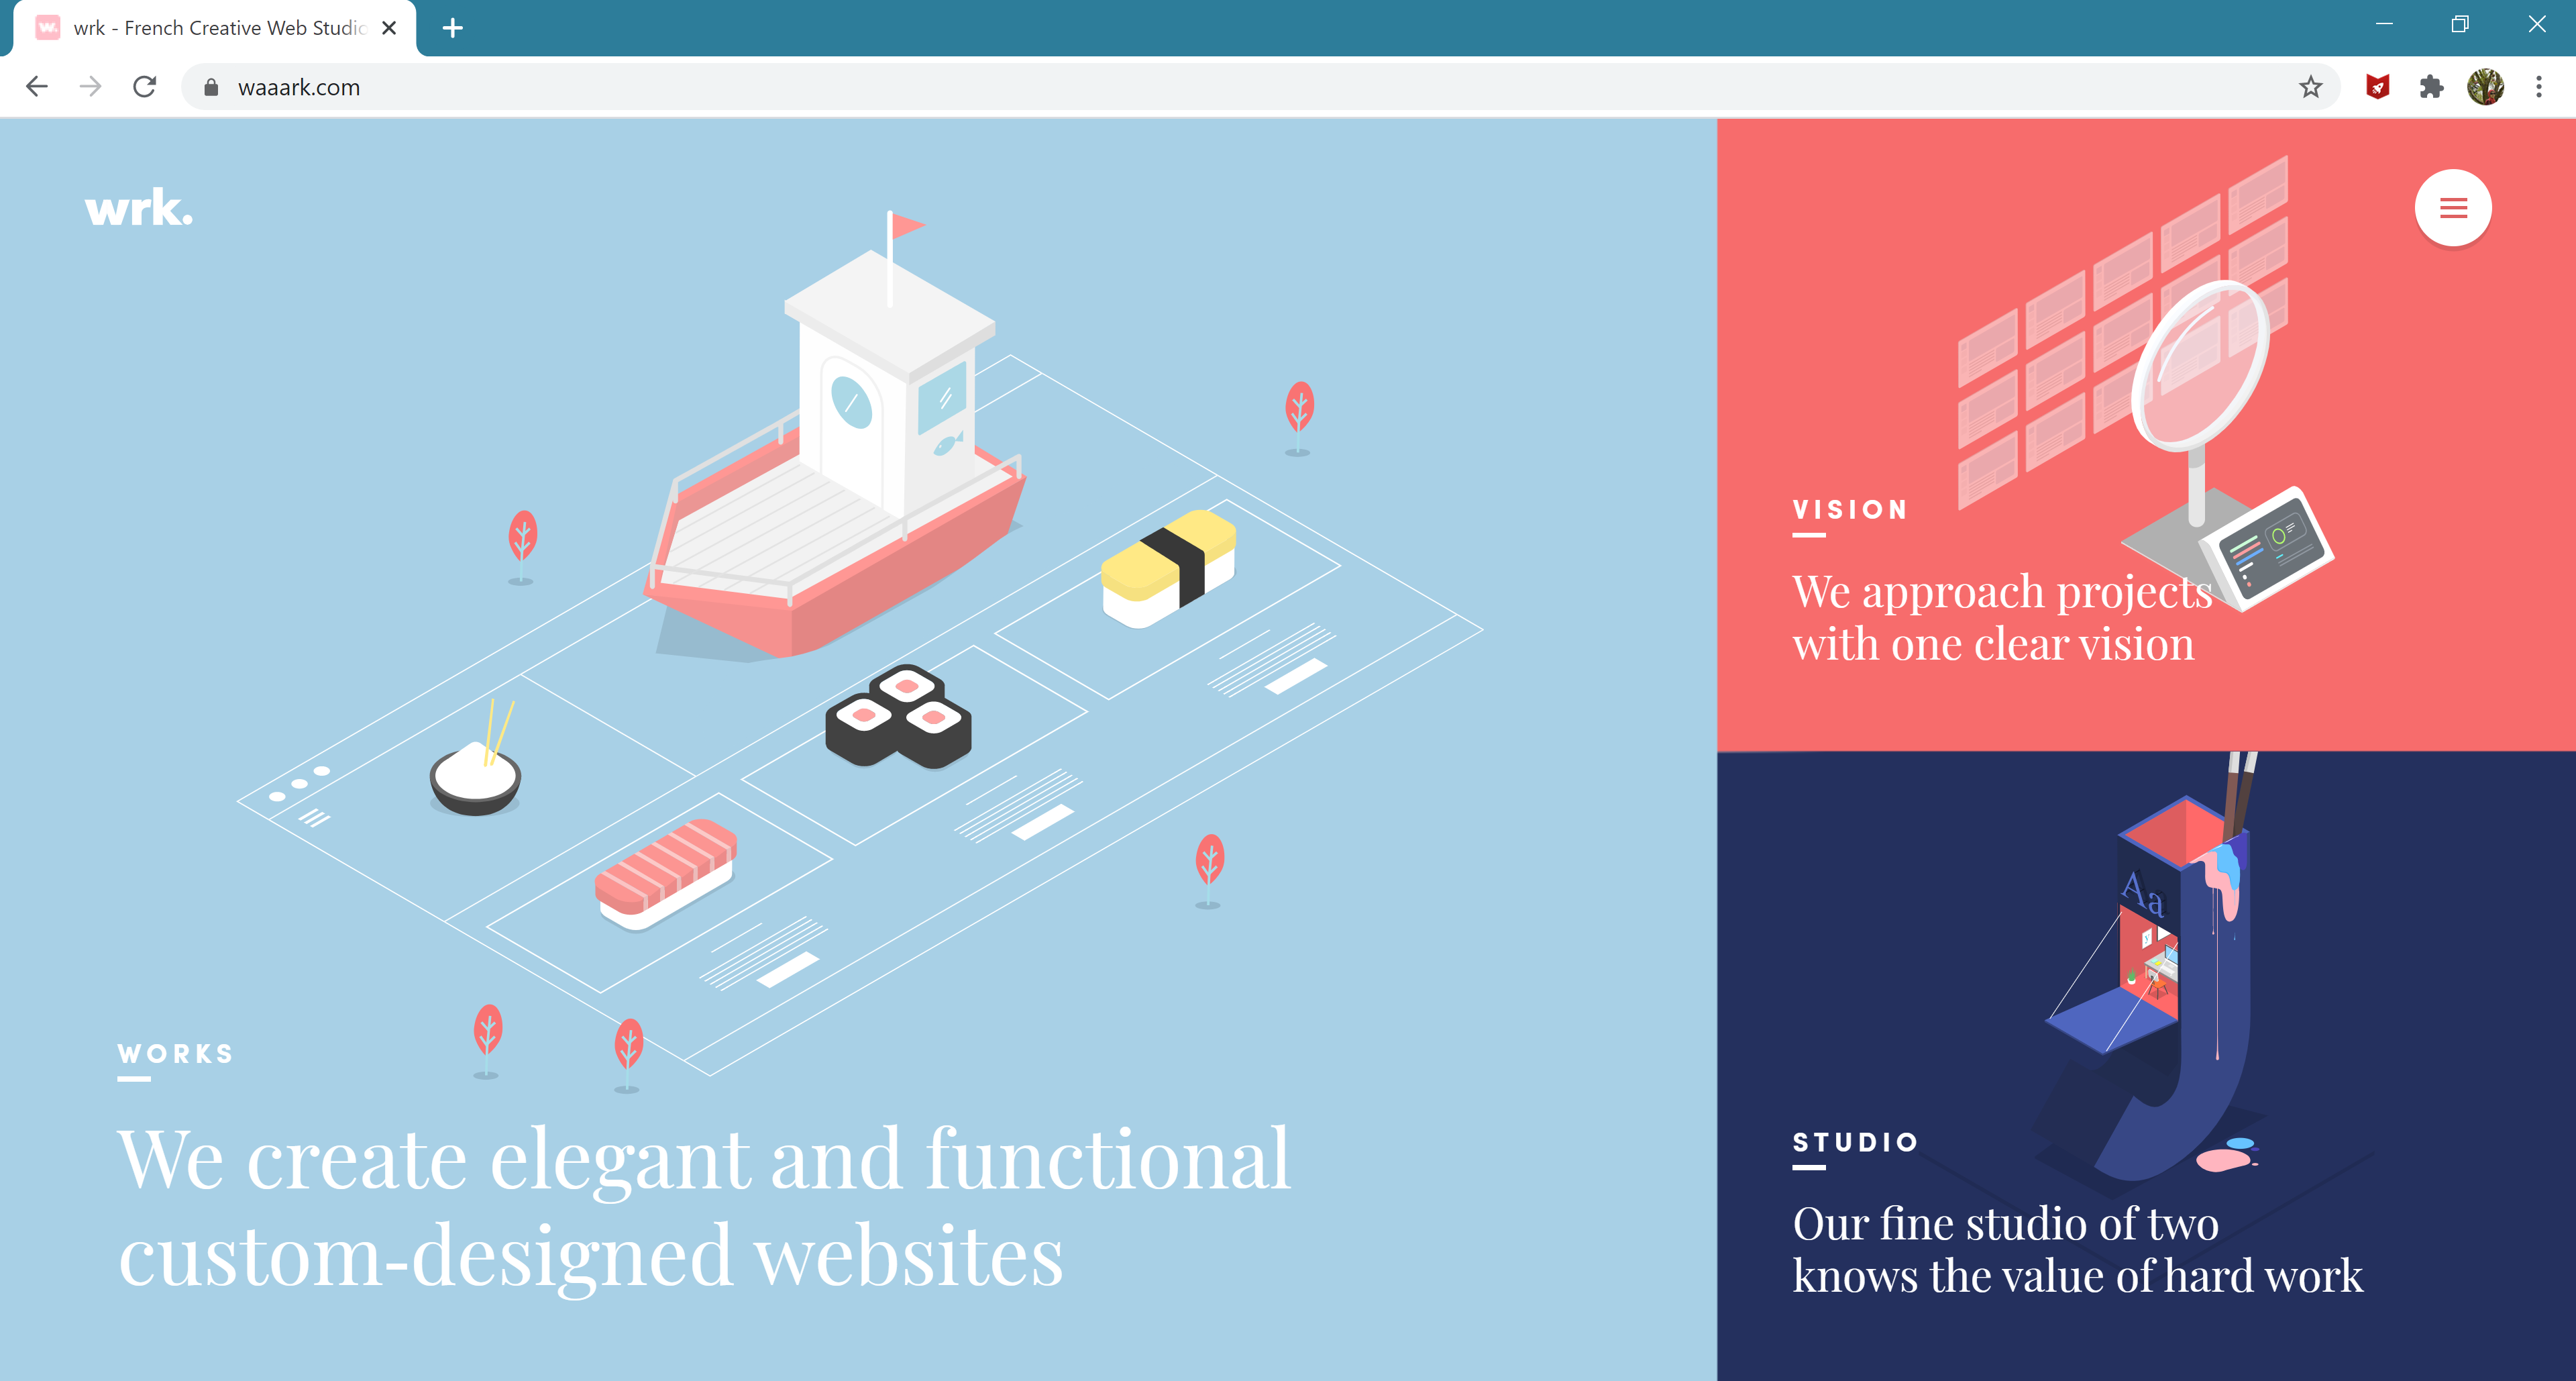 wrk - French Creative Web Studio
waaark.com
wrk.
WORKS
We create elegant and functional
custom-designed websites
VISION
We approach projects
with one clear vision
Aa
STUDIO
Our fine studio of two
knows the value of hard work